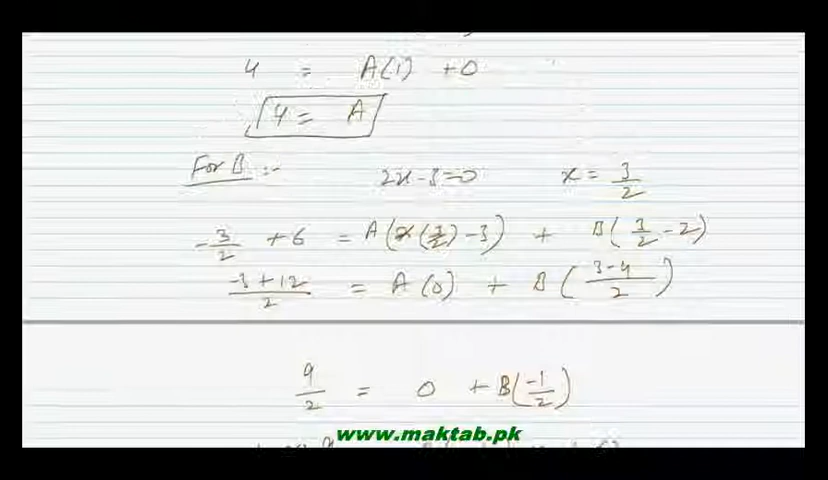 4 = A(1) + 0
4 = A
For B :- 2x-3=0 x = 3/2
-3/2 + 6 = A(2(3/2) -3) + B(3/2 -2)
-3+12/2 = A(0) + B(3-4/2)
9/2 = 0 + B(-1/2)
www.maktab.pk